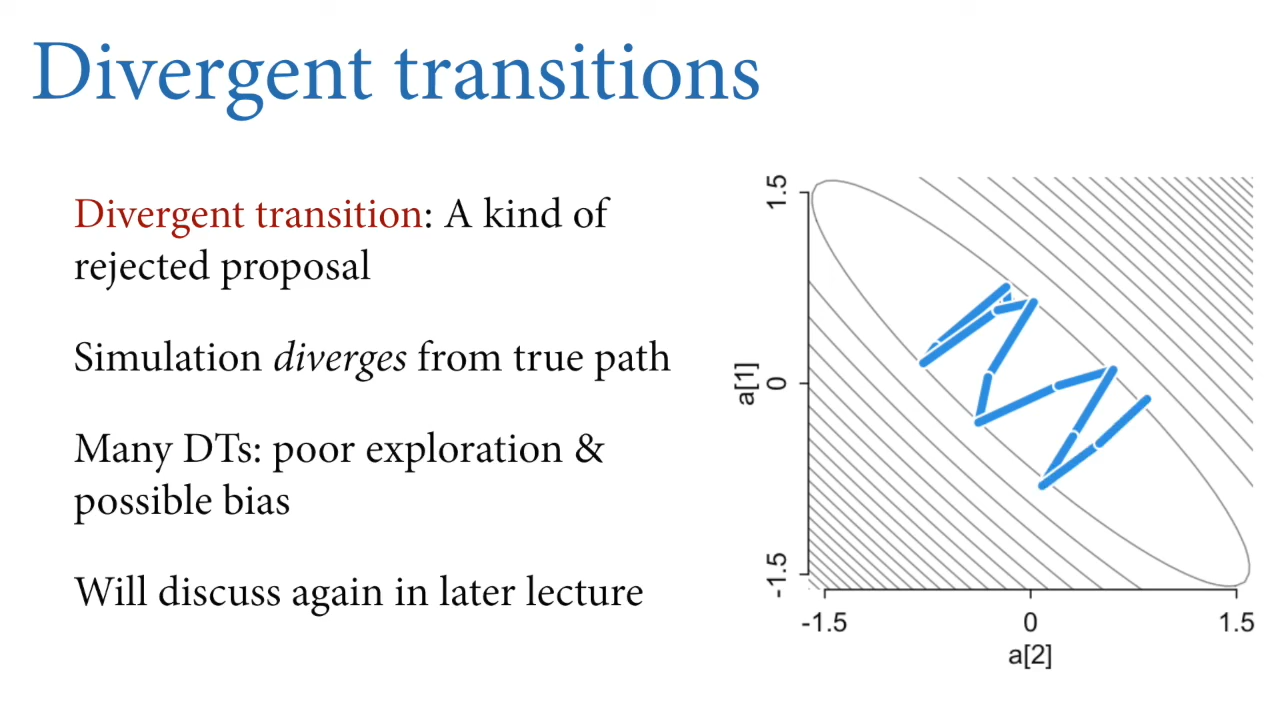 Divergent transitions
Divergent transition: A kind of
rejected proposal
Simulation diverges from true path
Many DTs: poor exploration &
possible bias
Will discuss again in later lecture
1.5
0
-1.5
a[1]
-1.5 0 1.5
a[2]